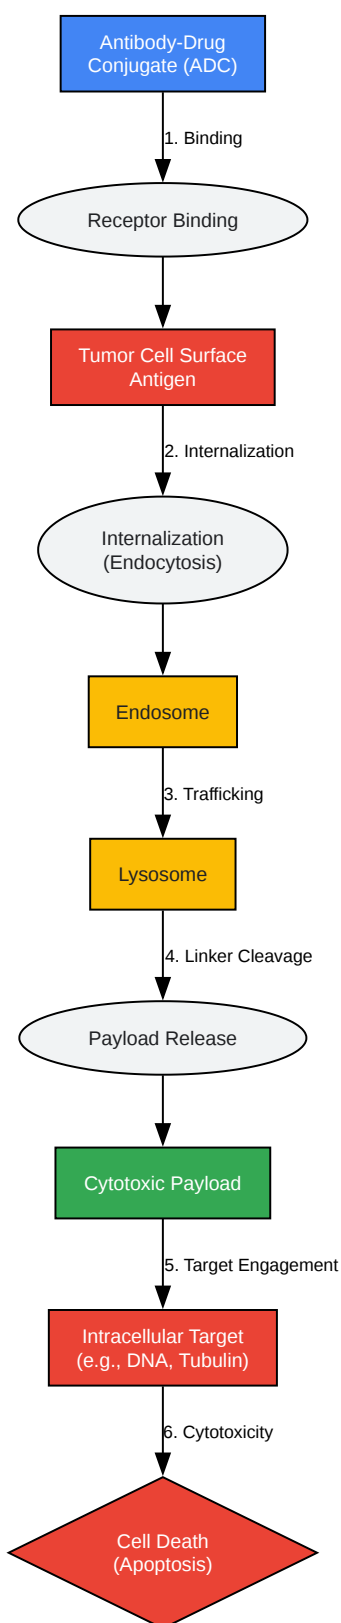 Antibody-Drug
Conjugate (ADC)
1. Binding
Receptor Binding
Tumor Cell Surface
Antigen
2. Internalization
Internalization
(Endocytosis)
Endosome
3. Trafficking
Lysosome
4. Linker Cleavage
Payload Release
Cytotoxic Payload
5. Target Engagement
Intracellular Target
(e.g., DNA, Tubulin)
6. Cytotoxicity
Cell Death
(Apoptosis)